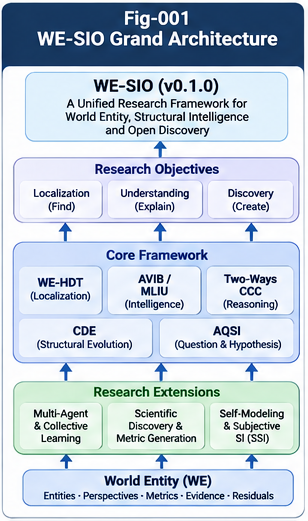 Fig-001
WE-SIO Grand Architecture
WE-SIO (v0.1.0)
A Unified Research Framework for
World Entity, Structural Intelligence
and Open Discovery
Research Objectives
Localization
(Find)
Understanding
(Explain)
Discovery
(Create)
Core Framework
WE-HDT
(Localization)
AVIB /
MLIU
(Intelligence)
Two-Ways
CCC
(Reasoning)
CDE
(Structural Evolution)
AQSI
(Question & Hypothesis)
Research Extensions
Multi-Agent
& Collective
Learning
Scientific
Discovery &
Metric Generation
Self-Modeling
& Subjective
SI (SSI)
World Entity (WE)
Entities · Perspectives · Metrics · Evidence · Residuals